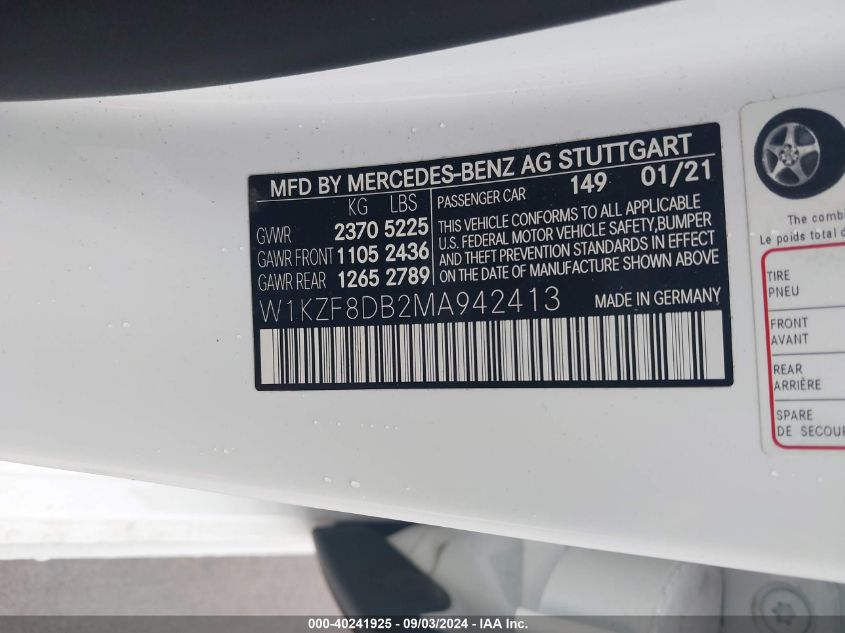 MFD BY MERCEDES-BENZ AG STUTTGART
KG LBS
GVWR 2370 5225
GAWR FRONT 1105 2436
GAWR REAR 1265 2789
PASSENGER CAR 149 01/21
THIS VEHICLE CONFORMS TO ALL APPLICABLE
U.S. FEDERAL MOTOR VEHICLE SAFETY,BUMPER
AND THEFT PREVENTION STANDARDS IN EFFECT
ON THE DATE OF MANUFACTURE SHOWN ABOVE
W1KZF8DB2MA942413 MADE IN GERMANY
The comb
Le poids total d
TIRE
PNEU
FRONT
AVANT
REAR
ARRIÈRE
SPARE
DE SECOUR
000-40241925 - 09/03/2024 - IAA Inc.